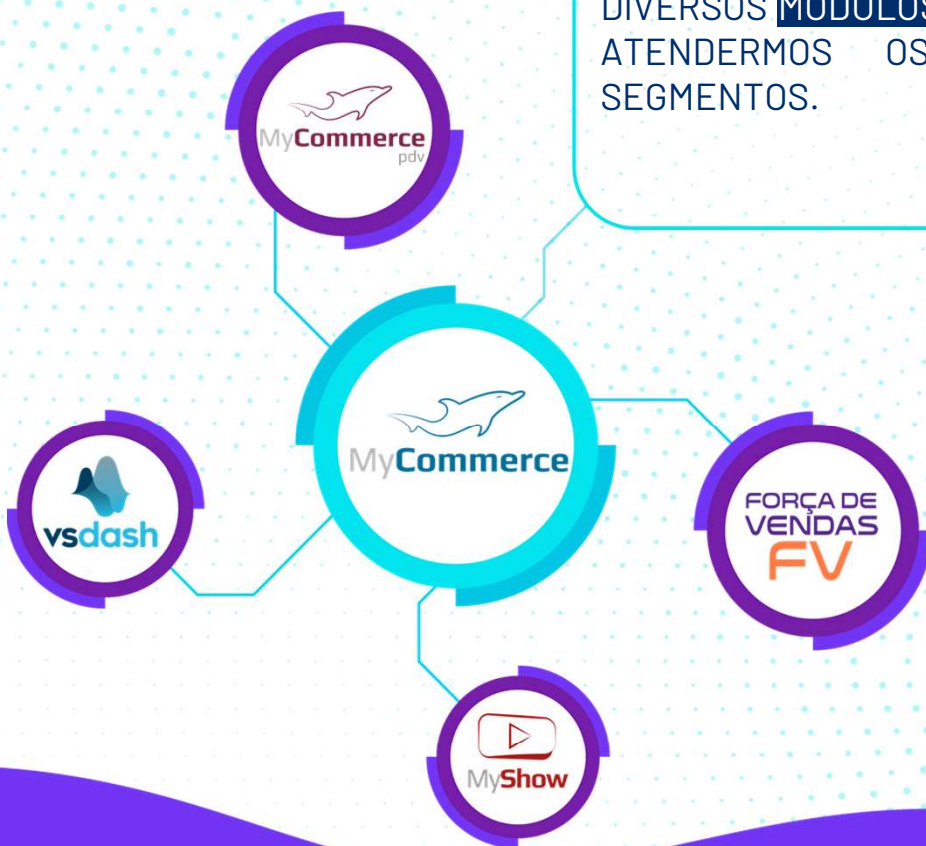 DIVERSOS MÓDULOS
ATENDERMOS OS
SEGMENTOS.
MyCommerce
pdv
MyCommerce
vsdash
FORÇA DE
VENDAS
FV
MyShow